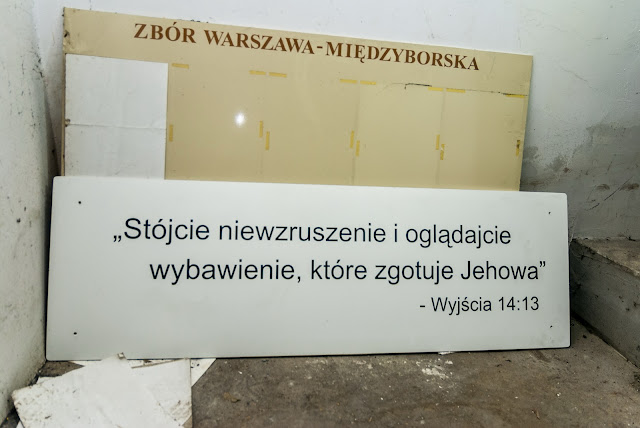 ZBÓR WARSZAWA-MIĘDZYBORSKA
„Stójcie niewzruszenie i oglądajcie
wybawienie, które zgotuje Jehowa”
- Wyjścia 14:13